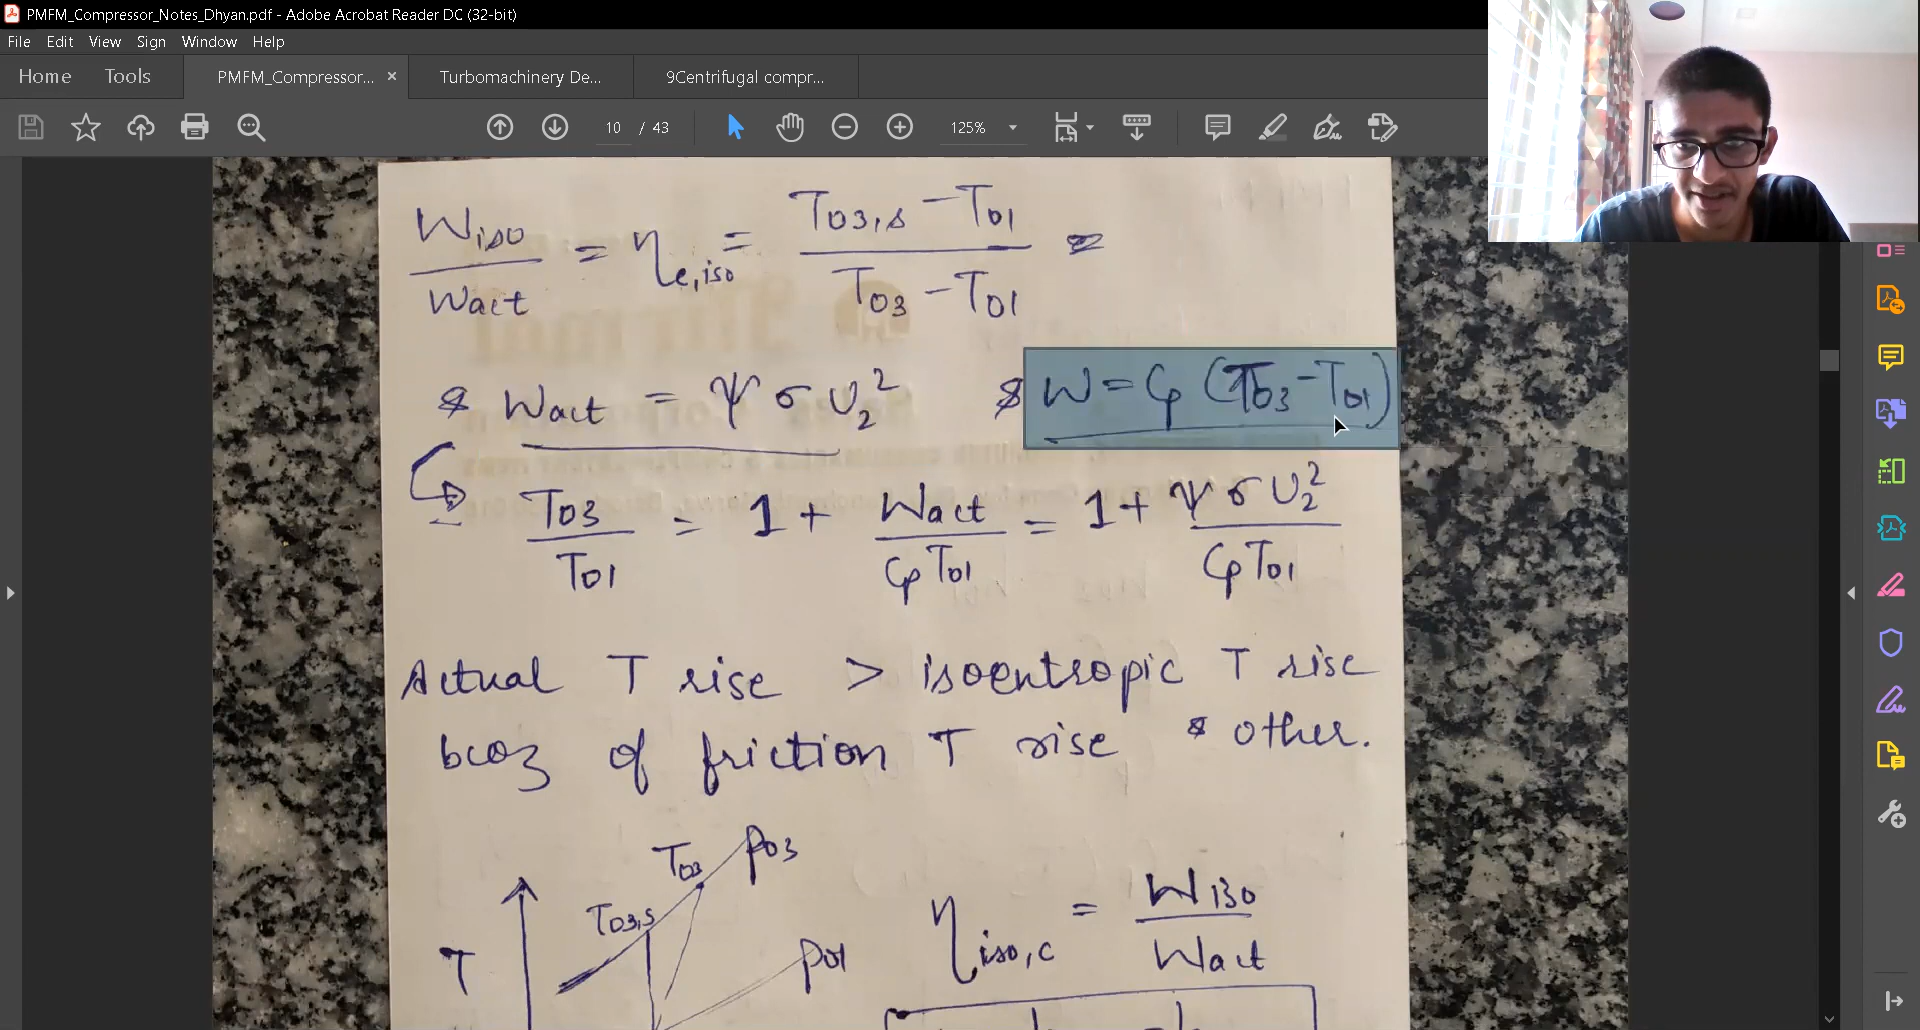 PMFM_Compressor_Notes_Dhyan.pdf - Adobe Acrobat Reader DC (32-bit)
File Edit View Sign Window Help
Home Tools PMFM_Compressor... × Turbomachinery De... 9Centrifugal compr...
10 / 43 125%
Wiso / Wact = ηc,iso = T03,s - T01 / T03 - T01 =
& Wact = ψ σ U2² & W = Cp (T03 - T01)
T03 / T01 = 1 + Wact / Cp T01 = 1 + ψ σ U2² / Cp T01
Actual T rise > isoentropic T rise
bcoz of friction T rise & other.
T03 p03
T03,s
T p01
ηiso,c = Wiso / Wact